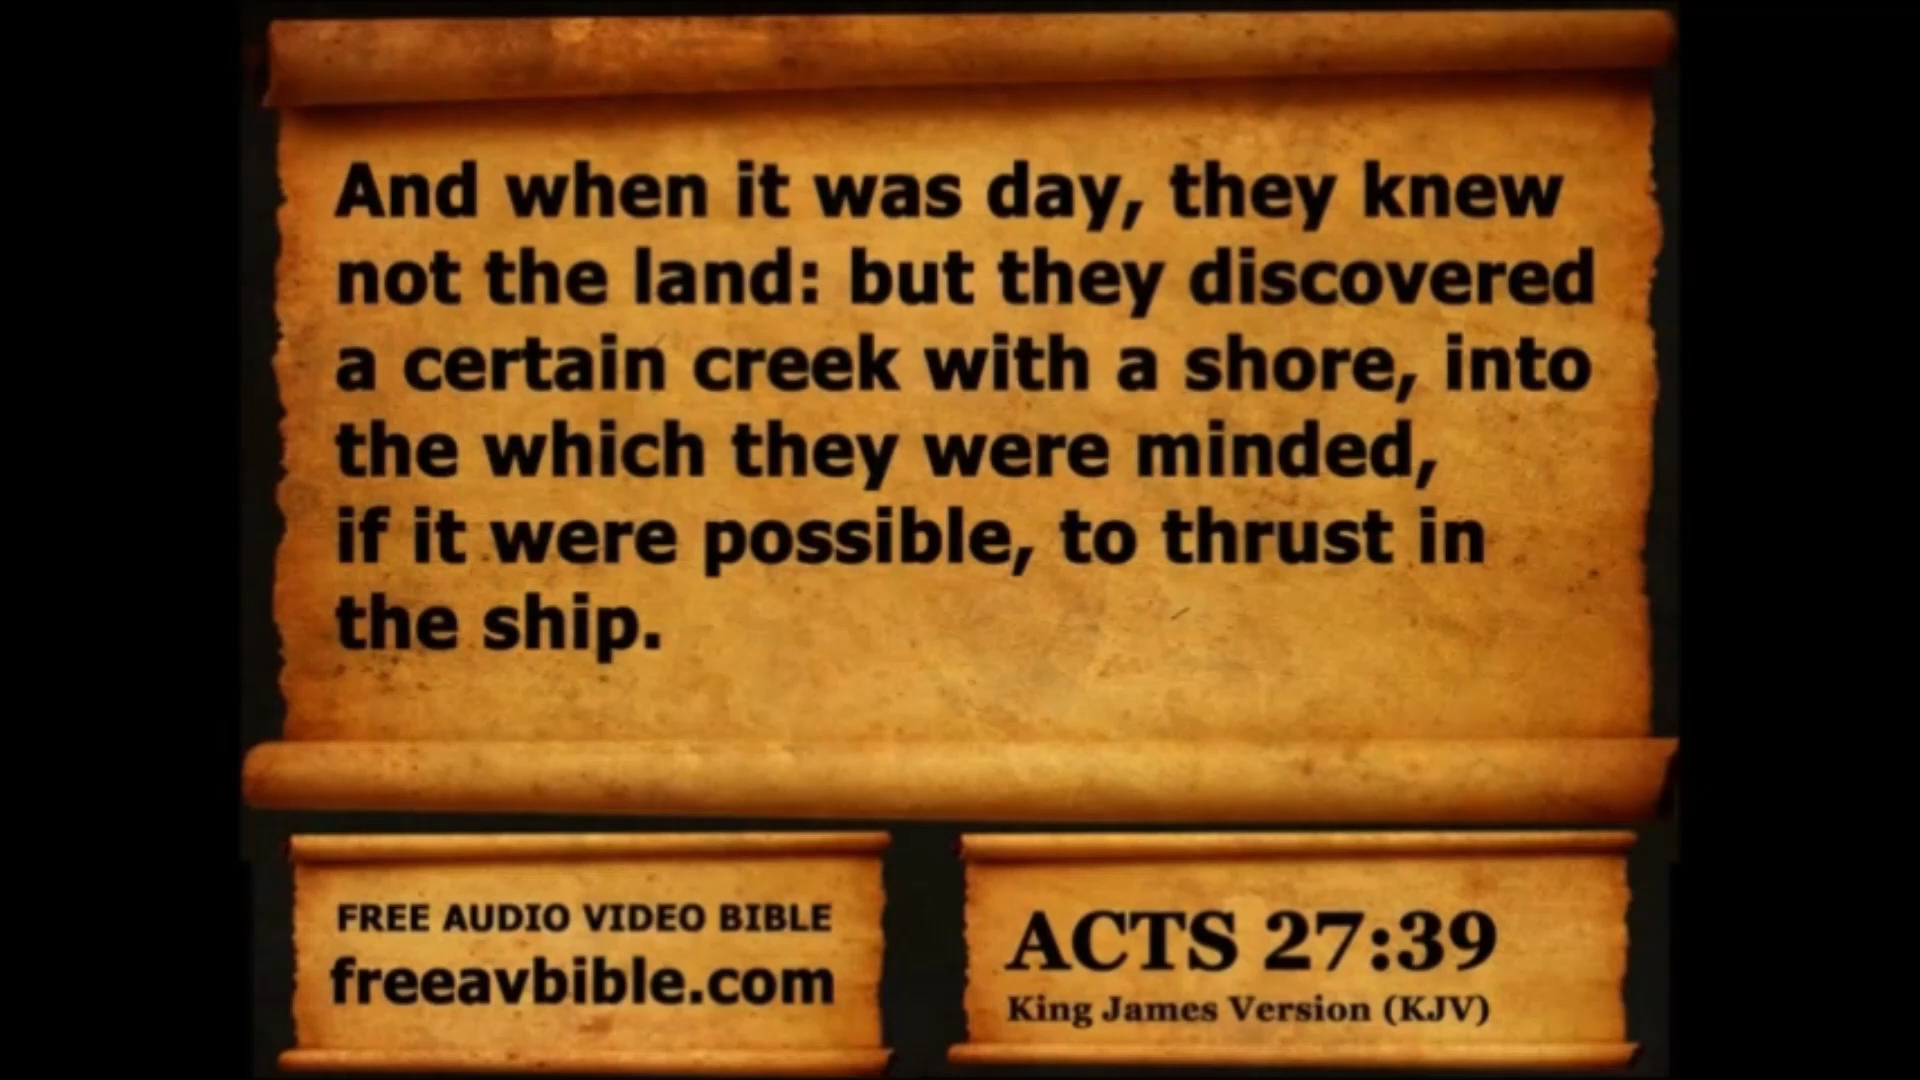 And when it was day, they knew
not the land: but they discovered
a certain creek with a shore, into
the which they were minded,
if it were possible, to thrust in
the ship.
FREE AUDIO VIDEO BIBLE
freeavbible.com
ACTS 27:39
King James Version (KJV)